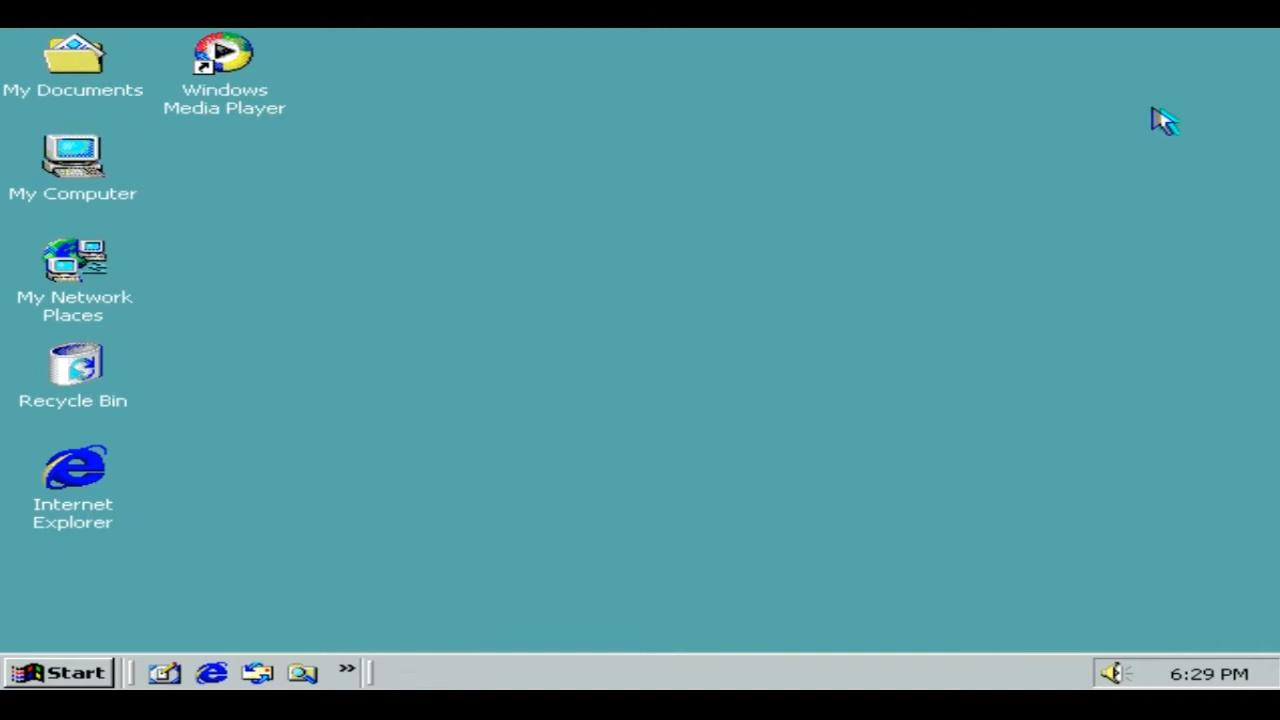 My Documents
Windows
Media Player
My Computer
My Network
Places
Recycle Bin
Internet
Explorer
Start
6:29 PM